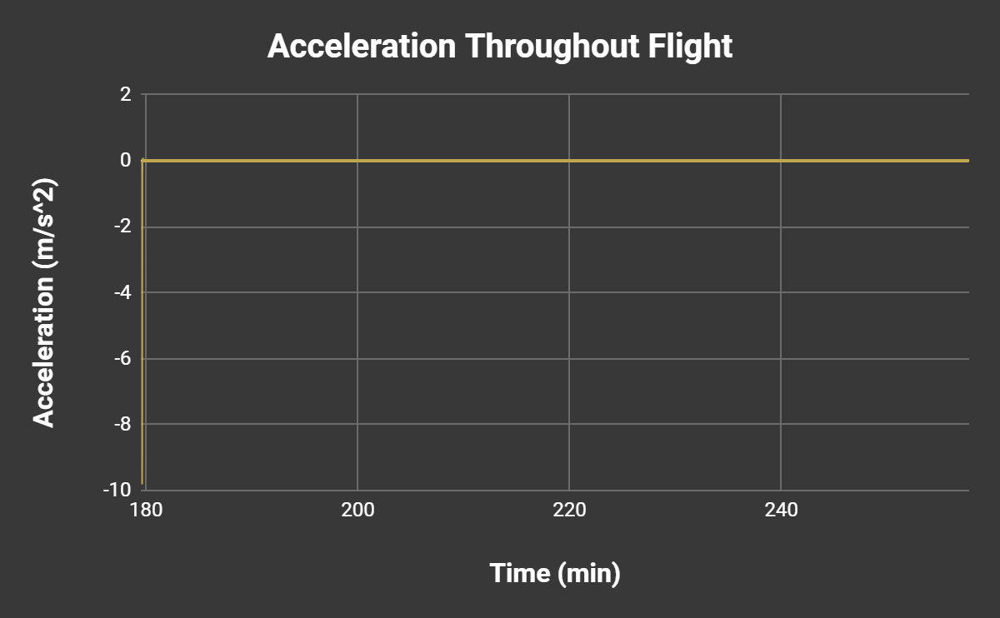 Acceleration Throughout Flight
Acceleration (m/s^2)
2
0
-2
-4
-6
-8
-10
180 200 220 240
Time (min)